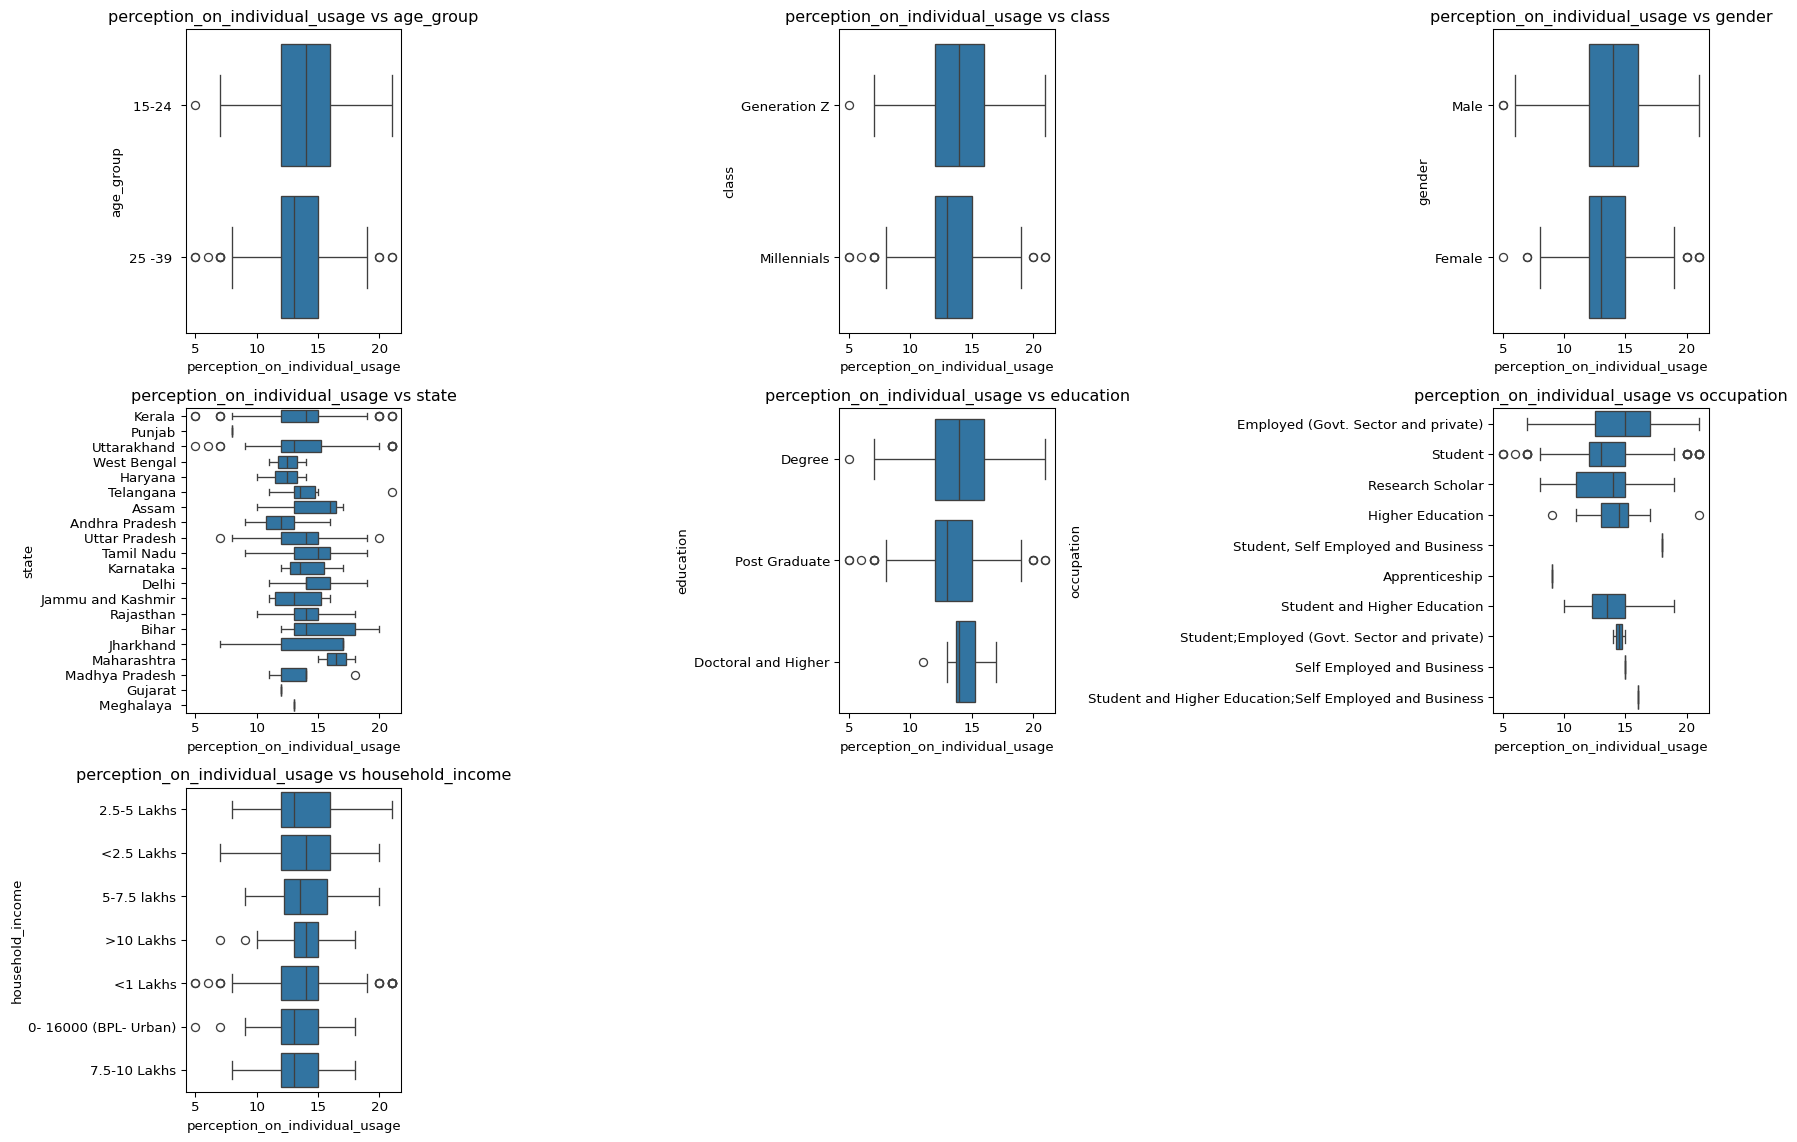 perception_on_individual_usage vs age_group
age_group
15-24
25 -39
5 10 15 20
perception_on_individual_usage
perception_on_individual_usage vs class
class
Generation Z
Millennials
5 10 15 20
perception_on_individual_usage
perception_on_individual_usage vs gender
gender
Male
Female
5 10 15 20
perception_on_individual_usage
perception_on_individual_usage vs state
state
Kerala
Punjab
Uttarakhand
West Bengal
Haryana
Telangana
Assam
Andhra Pradesh
Uttar Pradesh
Tamil Nadu
Karnataka
Delhi
Jammu and Kashmir
Rajasthan
Bihar
Jharkhand
Maharashtra
Madhya Pradesh
Gujarat
Meghalaya
5 10 15 20
perception_on_individual_usage
perception_on_individual_usage vs education
education
Degree
Post Graduate
Doctoral and Higher
5 10 15 20
perception_on_individual_usage
perception_on_individual_usage vs occupation
occupation
Employed (Govt. Sector and private)
Student
Research Scholar
Higher Education
Student, Self Employed and Business
Apprenticeship
Student and Higher Education
Student;Employed (Govt. Sector and private)
Self Employed and Business
Student and Higher Education;Self Employed and Business
5 10 15 20
perception_on_individual_usage
perception_on_individual_usage vs household_income
household_income
2.5-5 Lakhs
<2.5 Lakhs
5-7.5 lakhs
>10 Lakhs
<1 Lakhs
0- 16000 (BPL- Urban)
7.5-10 Lakhs
5 10 15 20
perception_on_individual_usage